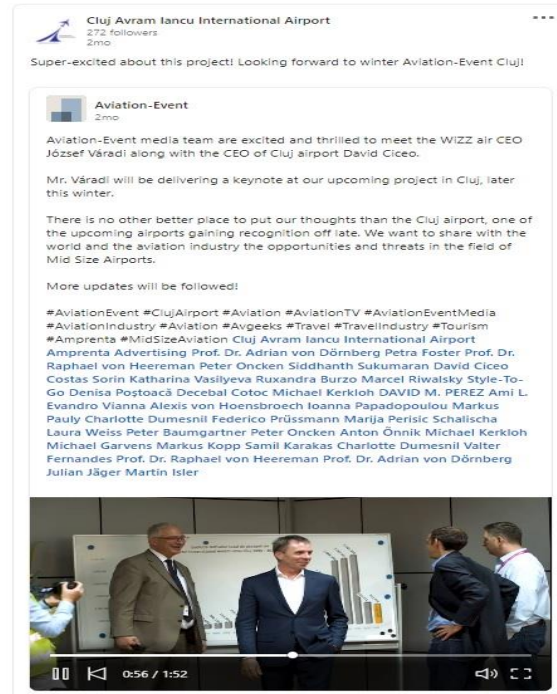 Cluj Avram Iancu International Airport
272 followers
2mo
Super-excited about this project! Looking forward to winter Aviation-Event Cluj!
Aviation-Event
2mo
Aviation-Event media team are excited and thrilled to meet the WiZZ air CEO
József Váradi along with the CEO of Cluj airport David Ciceo.
Mr. Váradi will be delivering a keynote at our upcoming project in Cluj, later
this winter.
There is no other better place to put our thoughts than the Cluj airport, one of
the upcoming airports gaining recognition off late. We want to share with the
world and the aviation industry the opportunities and threats in the field of
Mid Size Airports.
More updates will be followed!
#AviationEvent #ClujAirport #Aviation #AviationTV #AviationEventMedia
#AviationIndustry #Aviation #Avgeeks #Travel #TravelIndustry #Tourism
#Amprenta #MidSizeAviation Cluj Avram Iancu International Airport
Amprenta Advertising Prof. Dr. Adrian von Dörnberg Petra Foster Prof. Dr.
Raphael von Heereman Peter Oncken Siddhanth Sukumaran David Ciceo
Costas Sorin Katharina Vasilyeva Ruxandra Burzo Marcel Riwalsky Style-To-
Go Denisa Poștoacă Decebal Cotoc Michael Kerkloh DAVID M. PEREZ Ami L.
Evandro Vianna Alexis von Hoensbroech Ioanna Papadopoulou Markus
Pauly Charlotte Dumesnil Federico Prüssmann Marija Perisic Schalischa
Laura Weiss Peter Baumgartner Peter Oncken Anton Önnik Michael Kerkloh
Michael Garvens Markus Kopp Samil Karakas Charlotte Dumesnil Valter
Fernandes Prof. Dr. Raphael von Heereman Prof. Dr. Adrian von Dörnberg
Julian Jäger Martin Isler
0:56 / 1:52